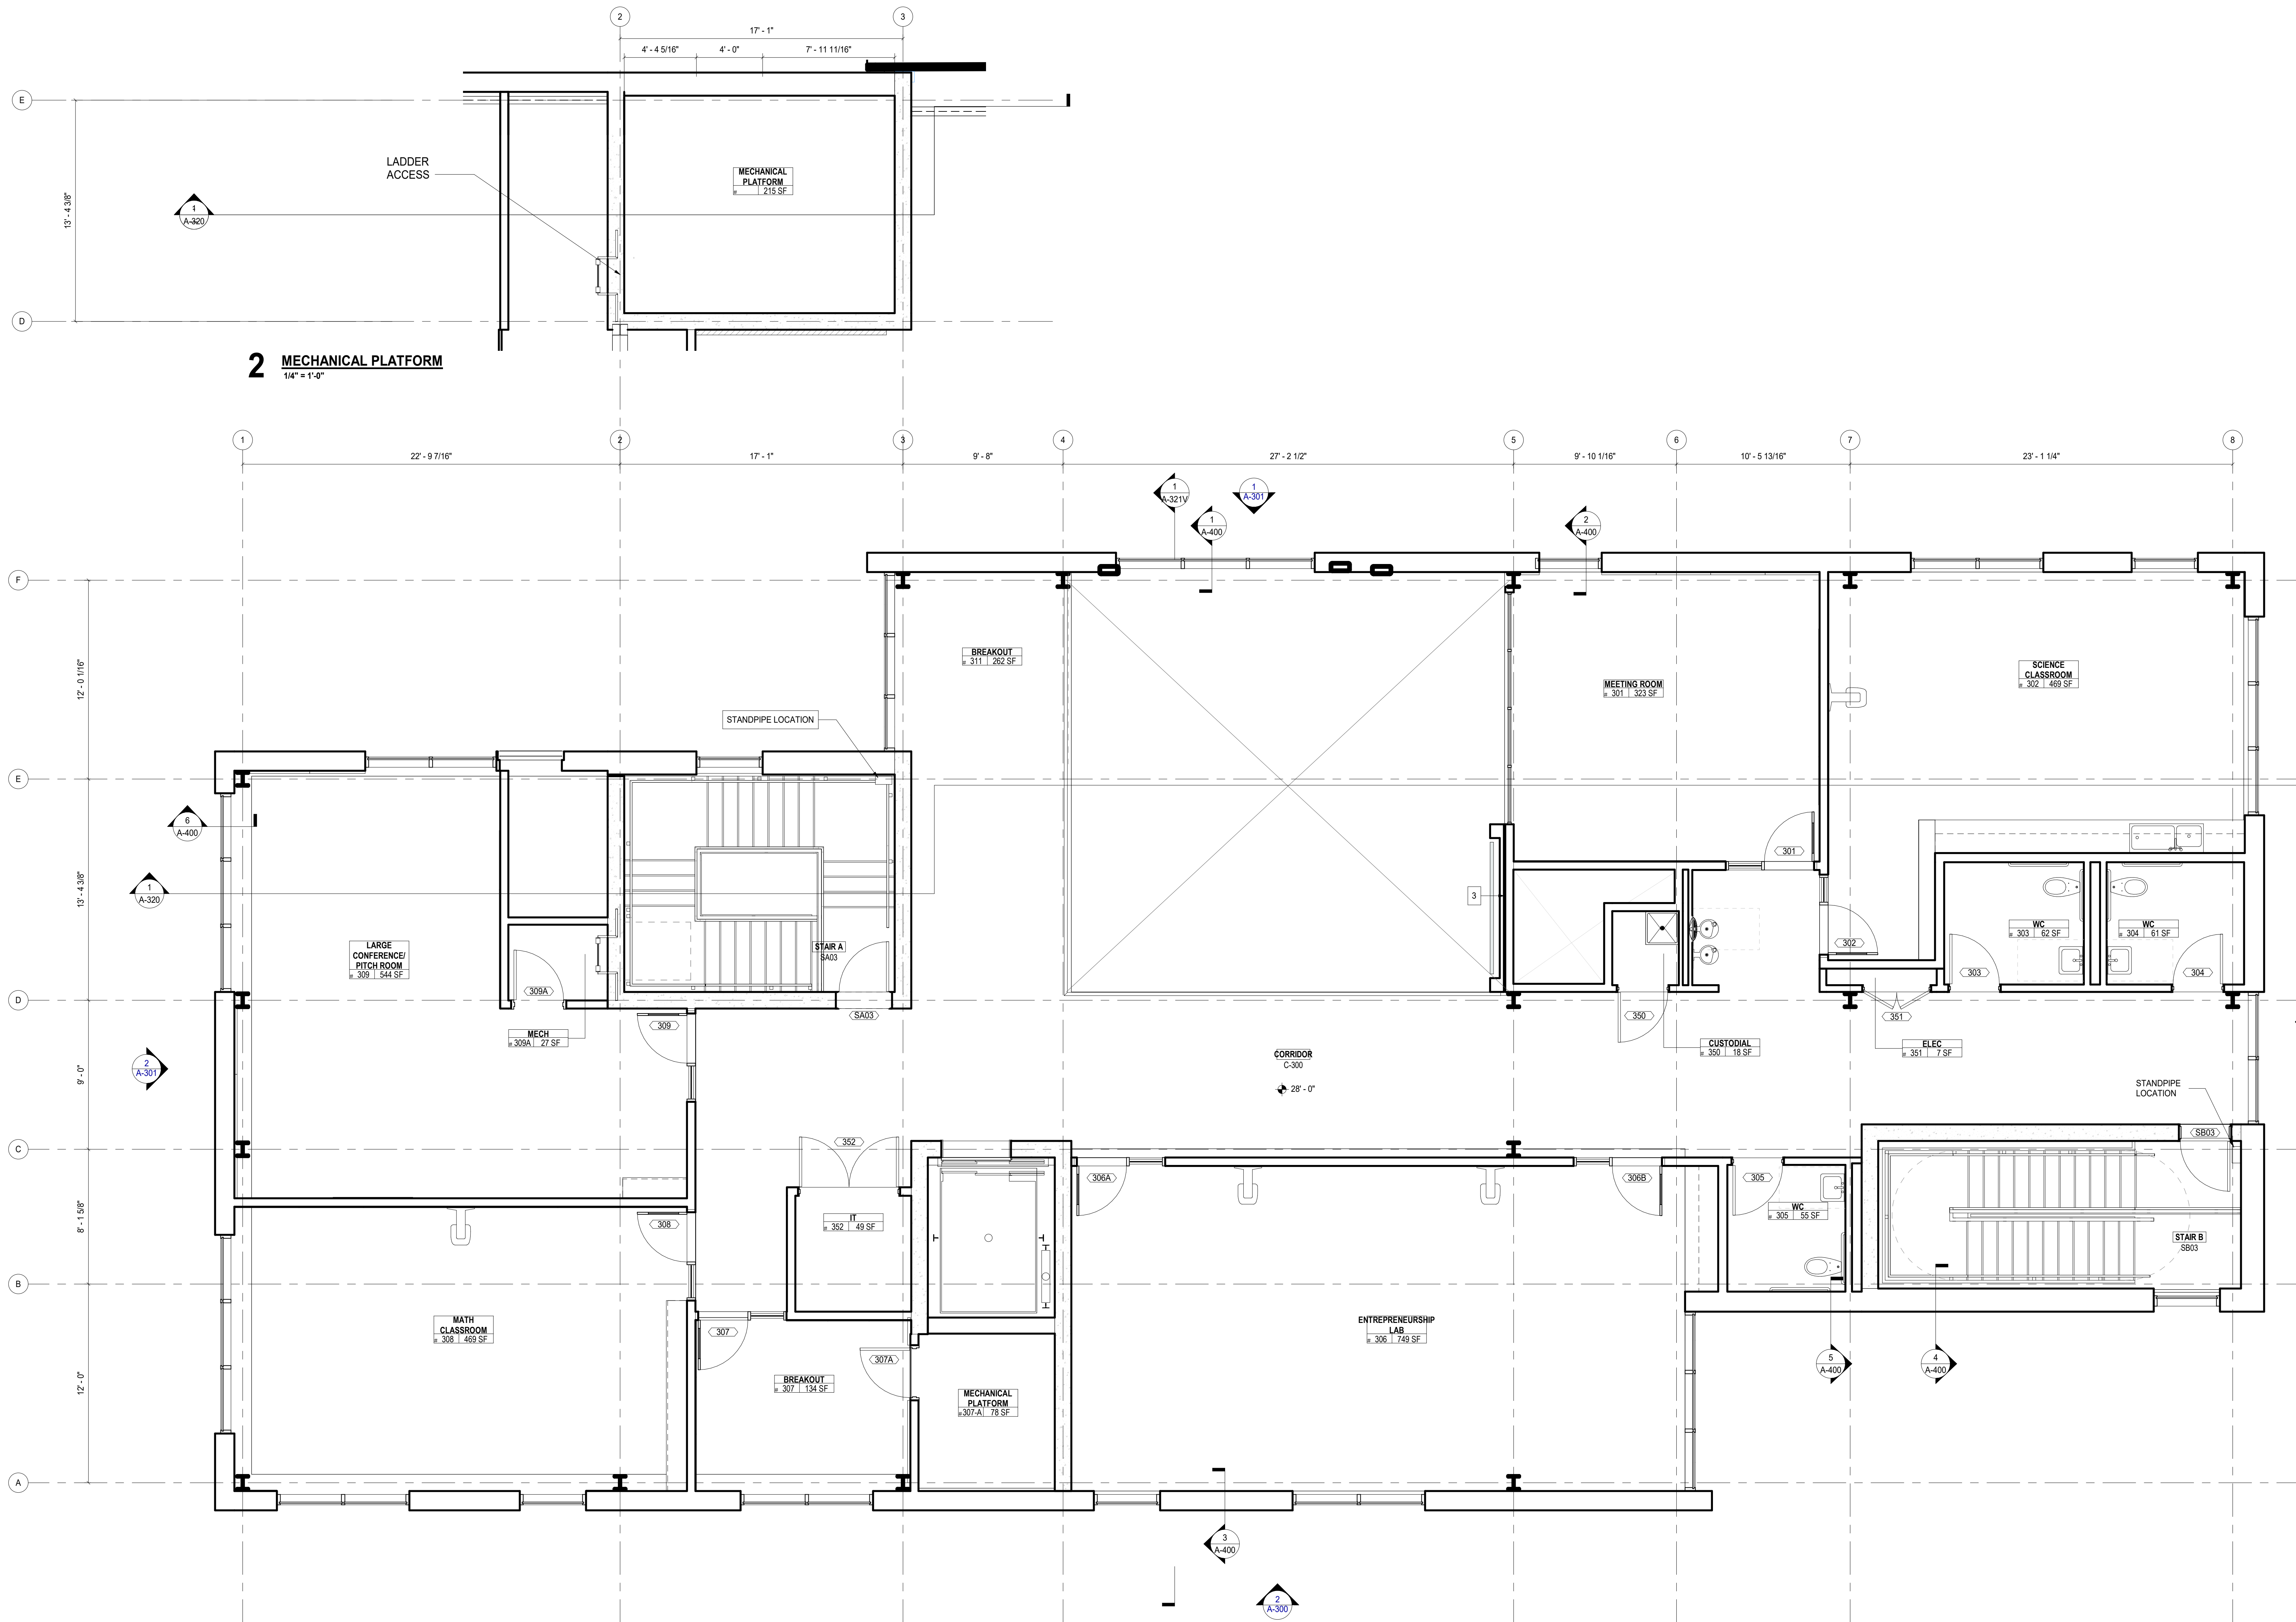 2
3
17' - 1"
4' - 4 5/16"
4' - 0"
7' - 11 11/16"
E
LADDER
ACCESS
MECHANICAL
PLATFORM
# 215 SF
13' - 4 3/8"
A-320
D
2 MECHANICAL PLATFORM
1/4" = 1'-0"
1
2
3
4
5
6
7
8
22' - 9 7/16"
17' - 1"
9' - 8"
27' - 2 1/2"
9' - 10 1/16"
10' - 5 13/16"
23' - 1 1/4"
1
A-321V
1
A-301
1
A-400
2
A-400
F
12' - 0 1/16"
BREAKOUT
# 311 262 SF
MEETING ROOM
# 301 323 SF
SCIENCE
CLASSROOM
# 302 469 SF
STANDPIPE LOCATION
E
6
A-400
301
13' - 4 3/8"
1
A-320
3
LARGE
CONFERENCE/
PITCH ROOM
# 309 544 SF
STAIR A
SA03
WC
# 303 62 SF
WC
# 304 61 SF
302
303
304
309A
D
SA03
350
351
309
MECH
# 309A 27 SF
CUSTODIAL
# 350 18 SF
ELEC
# 351 7 SF
CORRIDOR
C-300
28' - 0"
2
A-301
9' - 0"
STANDPIPE
LOCATION
SB03
C
352
306A
306B
305
8' - 1 5/8"
308
IT
# 352 49 SF
WC
# 305 55 SF
STAIR B
SB03
B
MATH
CLASSROOM
# 308 469 SF
307
307A
ENTREPRENEURSHIP
LAB
# 306 749 SF
5
A-400
4
A-400
12' - 0"
BREAKOUT
# 307 134 SF
MECHANICAL
PLATFORM
# 307-A 78 SF
A
3
A-400
2
A-300